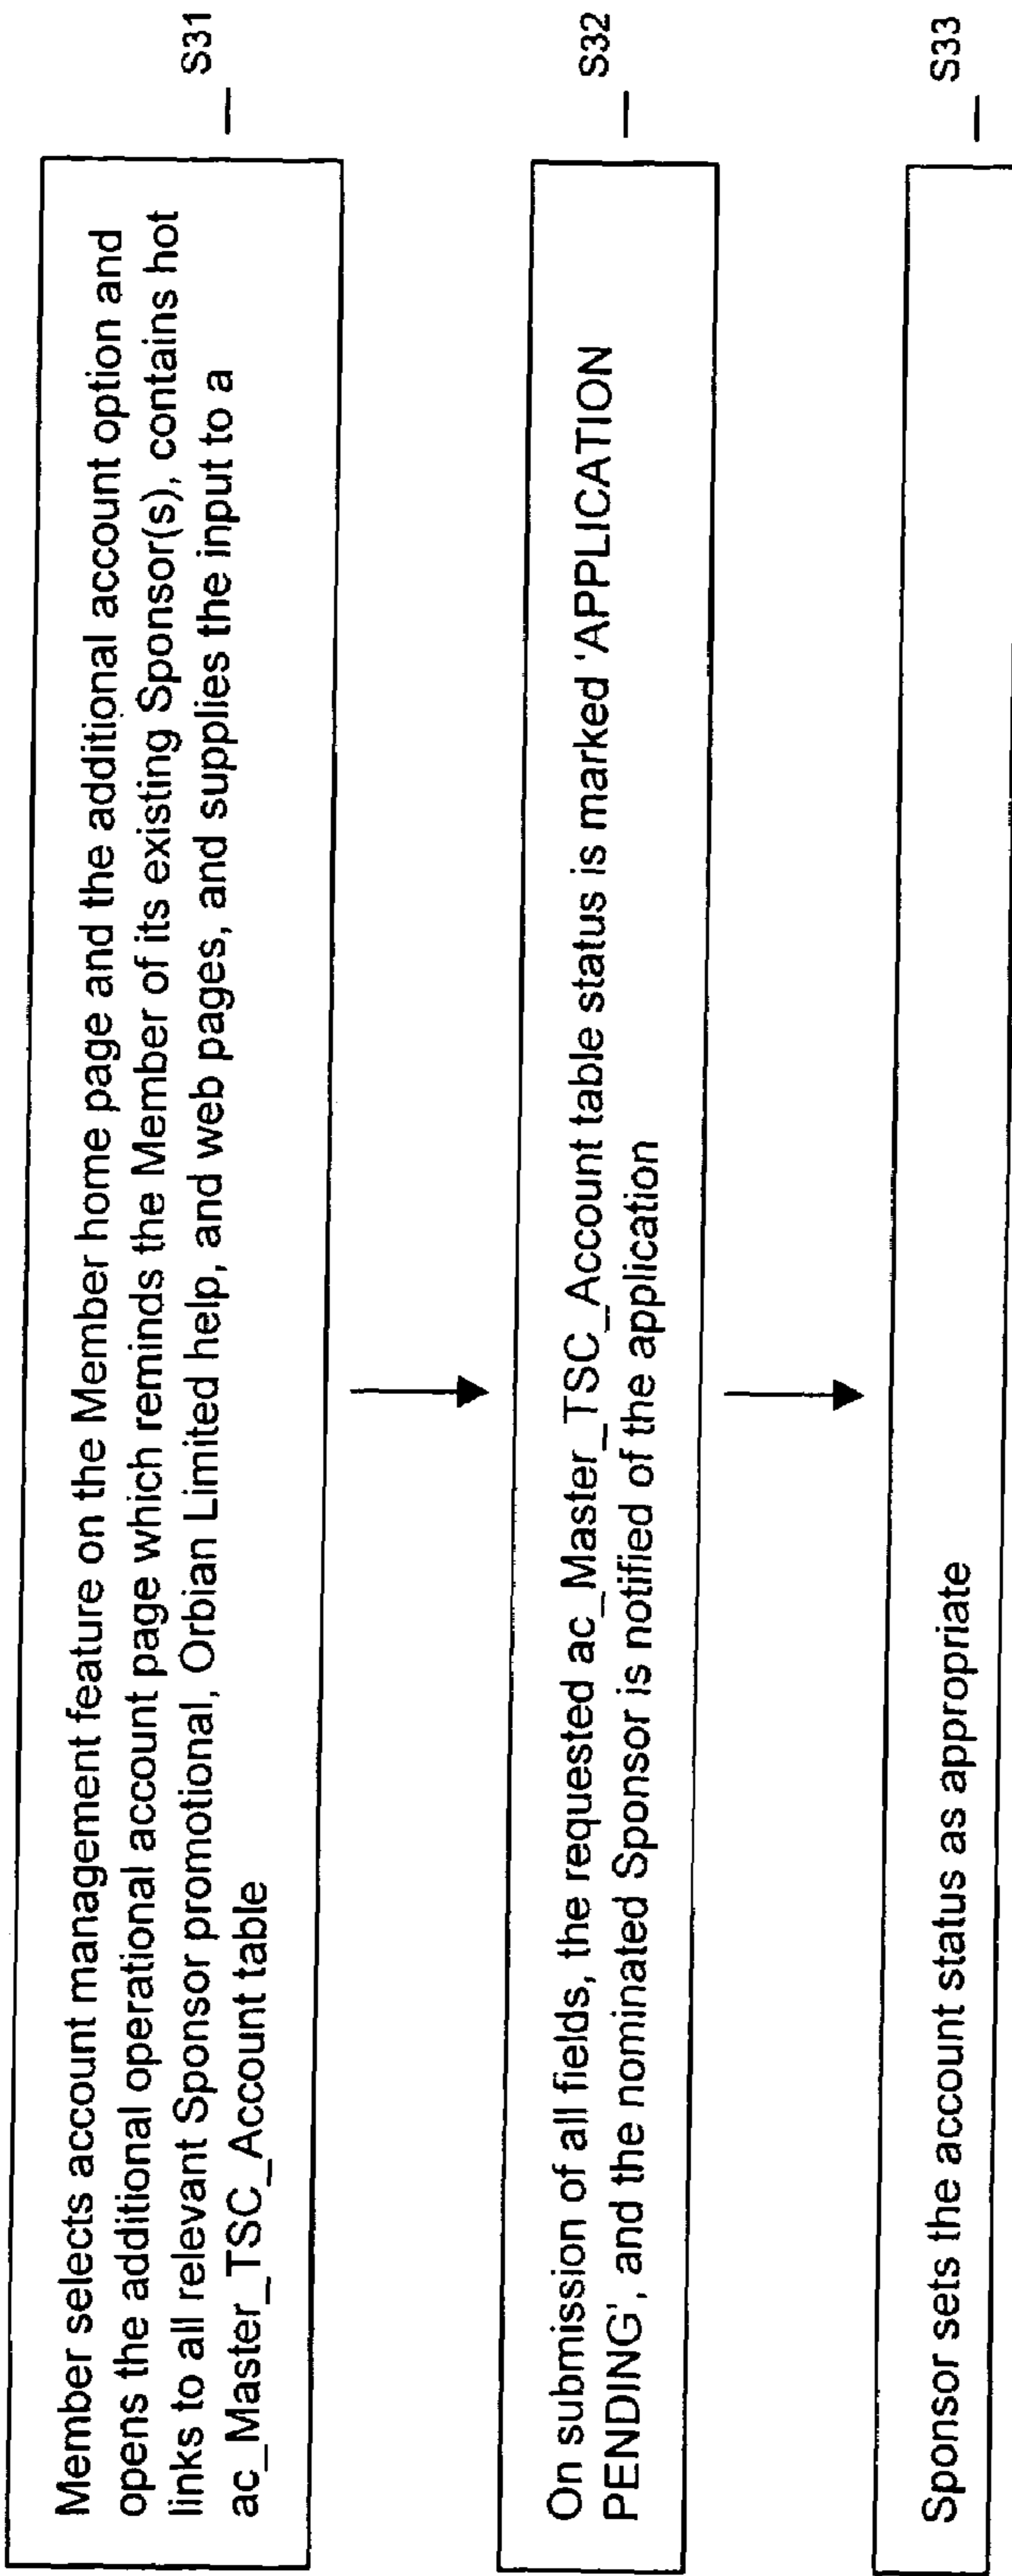 Member selects account management feature on the Member home page and the additional account option and
opens the additional operational account page which reminds the Member of its existing Sponsor(s), contains hot
links to all relevant Sponsor promotional, Orbian Limited help, and web pages, and supplies the input to a
ac_Master_TSC_Account table
S31
On submission of all fields, the requested ac_Master_TSC_Account table status is marked 'APPLICATION
PENDING', and the nominated Sponsor is notified of the application
S32
Sponsor sets the account status as appropriate
S33